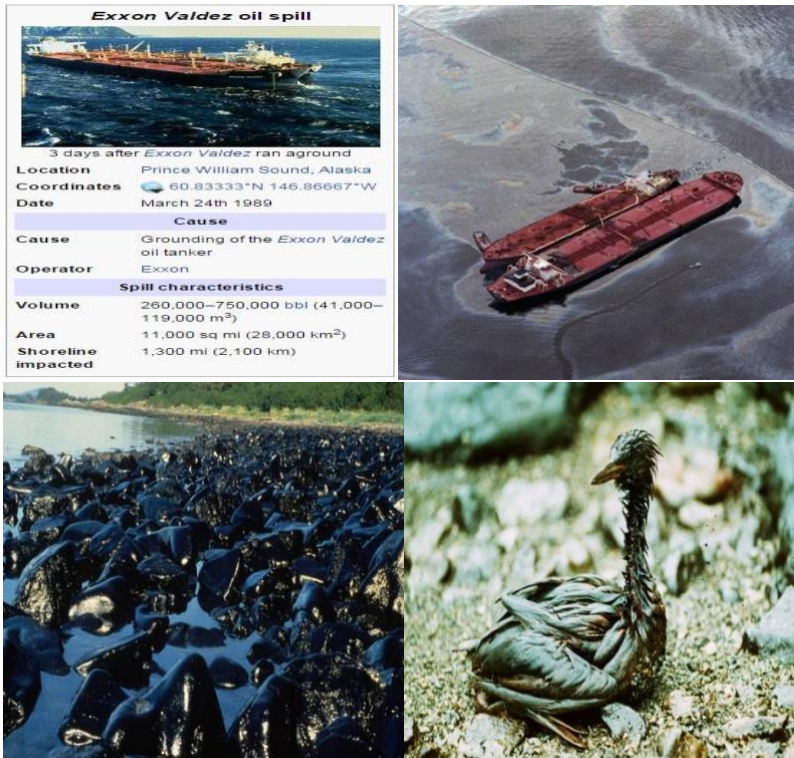 Exxon Valdez oil spill
3 days after Exxon Valdez ran aground
Location Prince William Sound, Alaska
Coordinates 60.83333°N 146.86667°W
Date March 24th 1989
Cause
Cause Grounding of the Exxon Valdez
oil tanker
Operator Exxon
Spill characteristics
Volume 260,000–750,000 bbl (41,000–
119,000 m³)
Area 11,000 sq mi (28,000 km²)
Shoreline 1,300 mi (2,100 km)
impacted